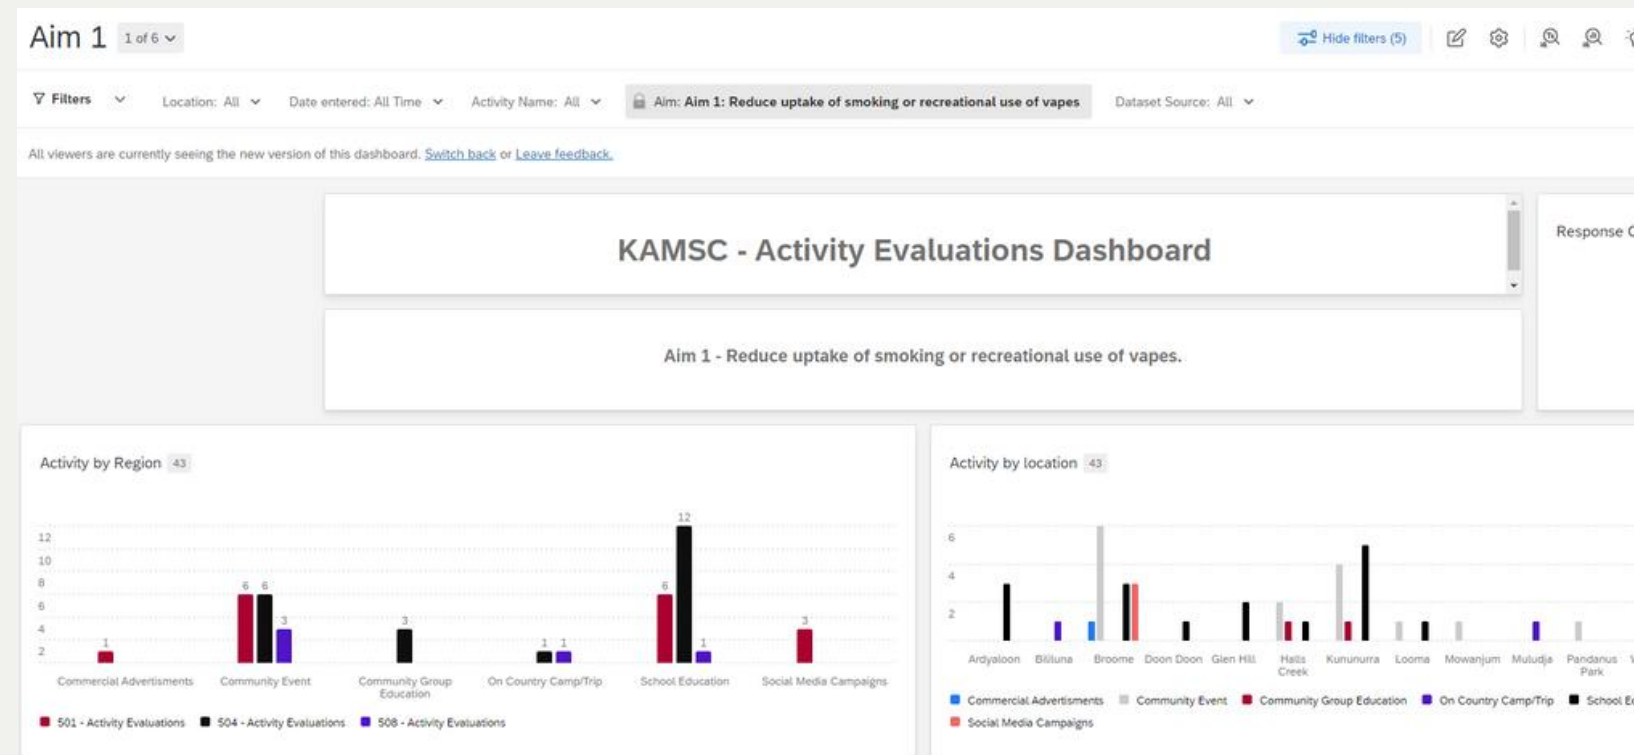 Aim 1 1 of 6
Hide filters (5)
Filters Location: All Date entered: All Time Activity Name: All Aim: Aim 1: Reduce uptake of smoking or recreational use of vapes Dataset Source: All
All viewers are currently seeing the new version of this dashboard. Switch back or Leave feedback.
KAMSC - Activity Evaluations Dashboard
Response
Aim 1 - Reduce uptake of smoking or recreational use of vapes.
Activity by Region 43
12
12
10
8
6
4
2
1
6 6 3
3
1 1
6 1
3
Commercial Advertisments Community Event Community Group Education On Country Camp/Trip School Education Social Media Campaigns
501 - Activity Evaluations 504 - Activity Evaluations 508 - Activity Evaluations
Activity by location 43
6
4
2
Ardyaloon Billiluna Broome Doon Doon Glen Hill Halls Creek Kununurra Looma Mowanjum Muludja Pandanus Park
Commercial Advertisments Community Event Community Group Education On Country Camp/Trip School
Social Media Campaigns